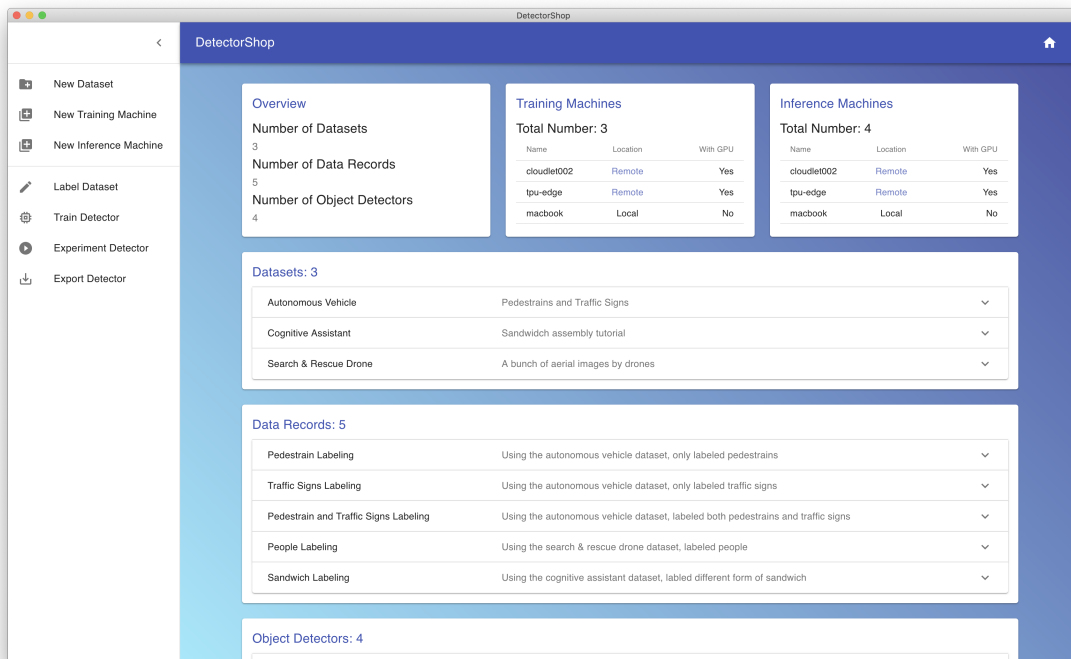 DetectorShop
DetectorShop
New Dataset
New Training Machine
New Inference Machine
Label Dataset
Train Detector
Experiment Detector
Export Detector
Overview
Number of Datasets
3
Number of Data Records
5
Number of Object Detectors
4
Training Machines
Total Number: 3
Name Location With GPU
cloudlet002 Remote Yes
tpu-edge Remote Yes
macbook Local No
Inference Machines
Total Number: 4
Name Location With GPU
cloudlet002 Remote Yes
tpu-edge Remote Yes
macbook Local No
Datasets: 3
Autonomous Vehicle Pedestrains and Traffic Signs
Cognitive Assistant Sandwidch assembly tutorial
Search & Rescue Drone A bunch of aerial images by drones
Data Records: 5
Pedestrain Labeling Using the autonomous vehicle dataset, only labeled pedestrains
Traffic Signs Labeling Using the autonomous vehicle dataset, only labeled traffic signs
Pedestrain and Traffic Signs Labeling Using the autonomous vehicle dataset, labeled both pedestrains and traffic signs
People Labeling Using the search & rescue drone dataset, labeled people
Sandwich Labeling Using the cognitive assistant dataset, labled different form of sandwich
Object Detectors: 4